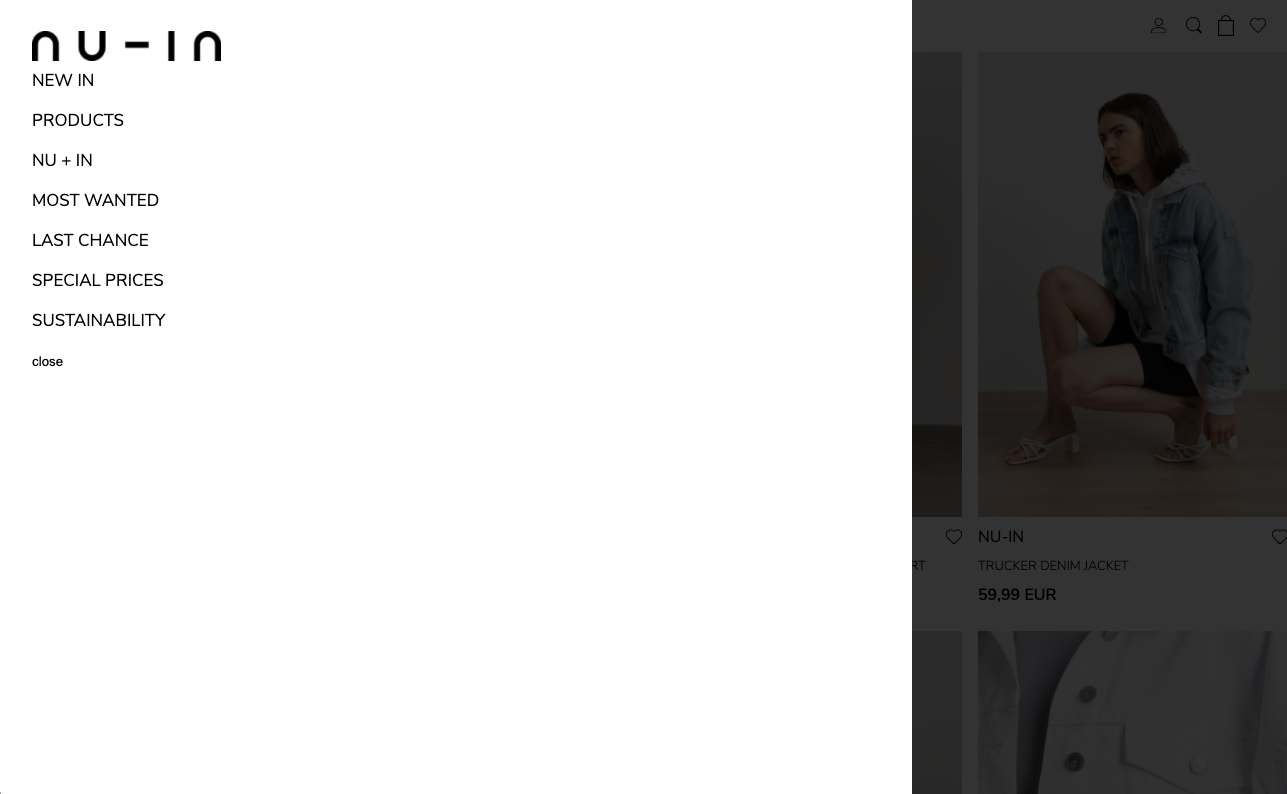 nu-in
NEW IN
PRODUCTS
NU + IN
MOST WANTED
LAST CHANCE
SPECIAL PRICES
SUSTAINABILITY
close
RT
NU-IN
TRUCKER DENIM JACKET
59,99 EUR